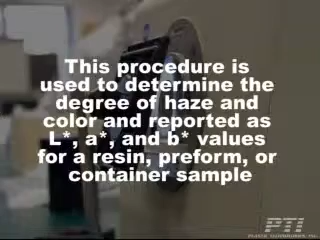 This procedure is
used to determine the
degree of haze and
color and reported as
L*, a*, and b* values
for a resin, preform, or
container sample
PTI